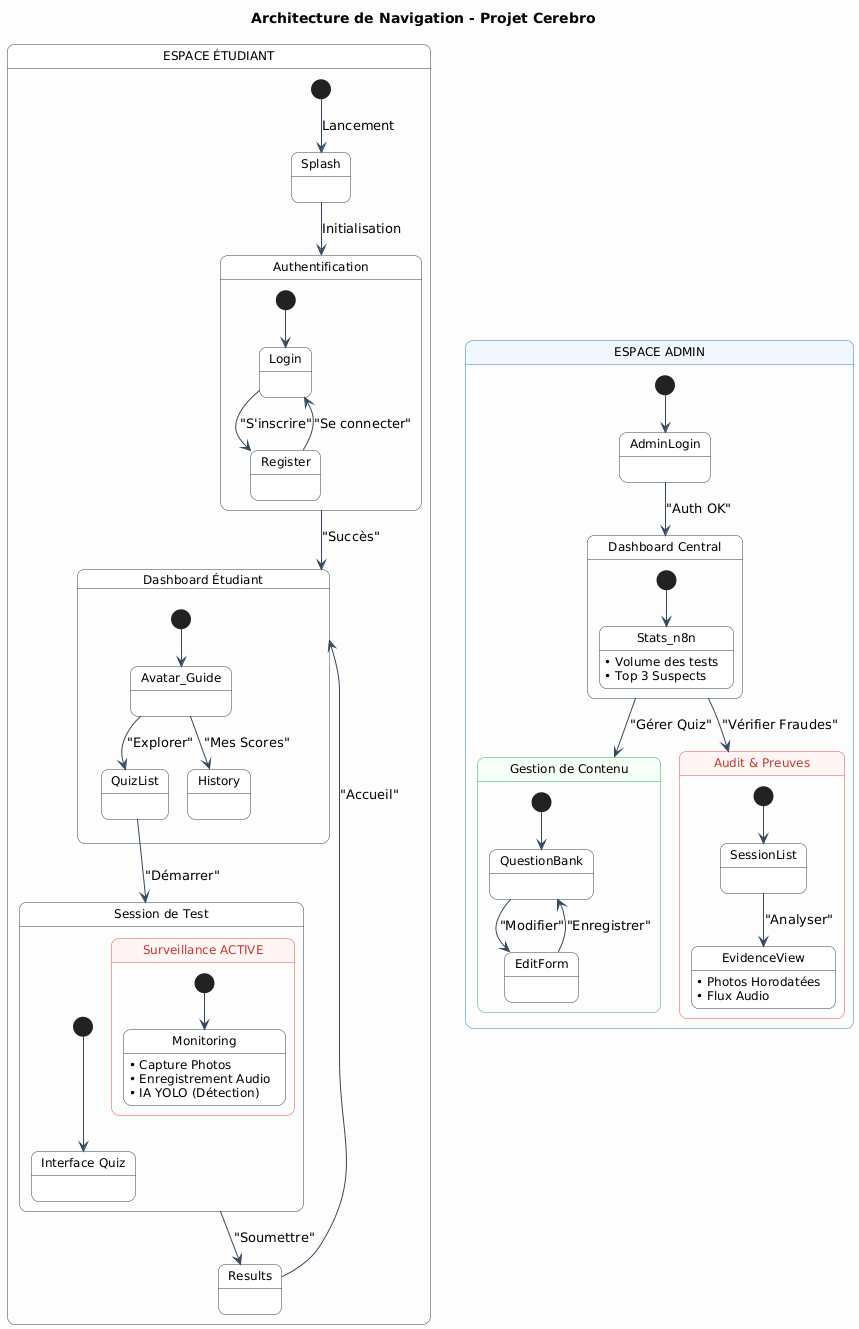 Architecture de Navigation - Projet Cerebro
ESPACE ÉTUDIANT
Lancement
Splash
Initialisation
Authentification
Login
"S'inscrire"
"Se connecter"
Register
"Succès"
Dashboard Étudiant
Avatar_Guide
"Explorer"
"Mes Scores"
QuizList
History
"Accueil"
"Démarrer"
Session de Test
Surveillance ACTIVE
Monitoring
• Capture Photos
• Enregistrement Audio
• IA YOLO (Détection)
Interface Quiz
"Soumettre"
Results
ESPACE ADMIN
AdminLogin
"Auth OK"
Dashboard Central
Stats_n8n
• Volume des tests
• Top 3 Suspects
"Gérer Quiz"
"Vérifier Fraudes"
Gestion de Contenu
QuestionBank
"Modifier"
"Enregistrer"
EditForm
Audit & Preuves
SessionList
"Analyser"
EvidenceView
• Photos Horodatées
• Flux Audio